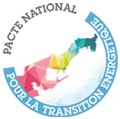 PACTE NATIONAL
POUR LA TRANSITION ENERGETIQUE